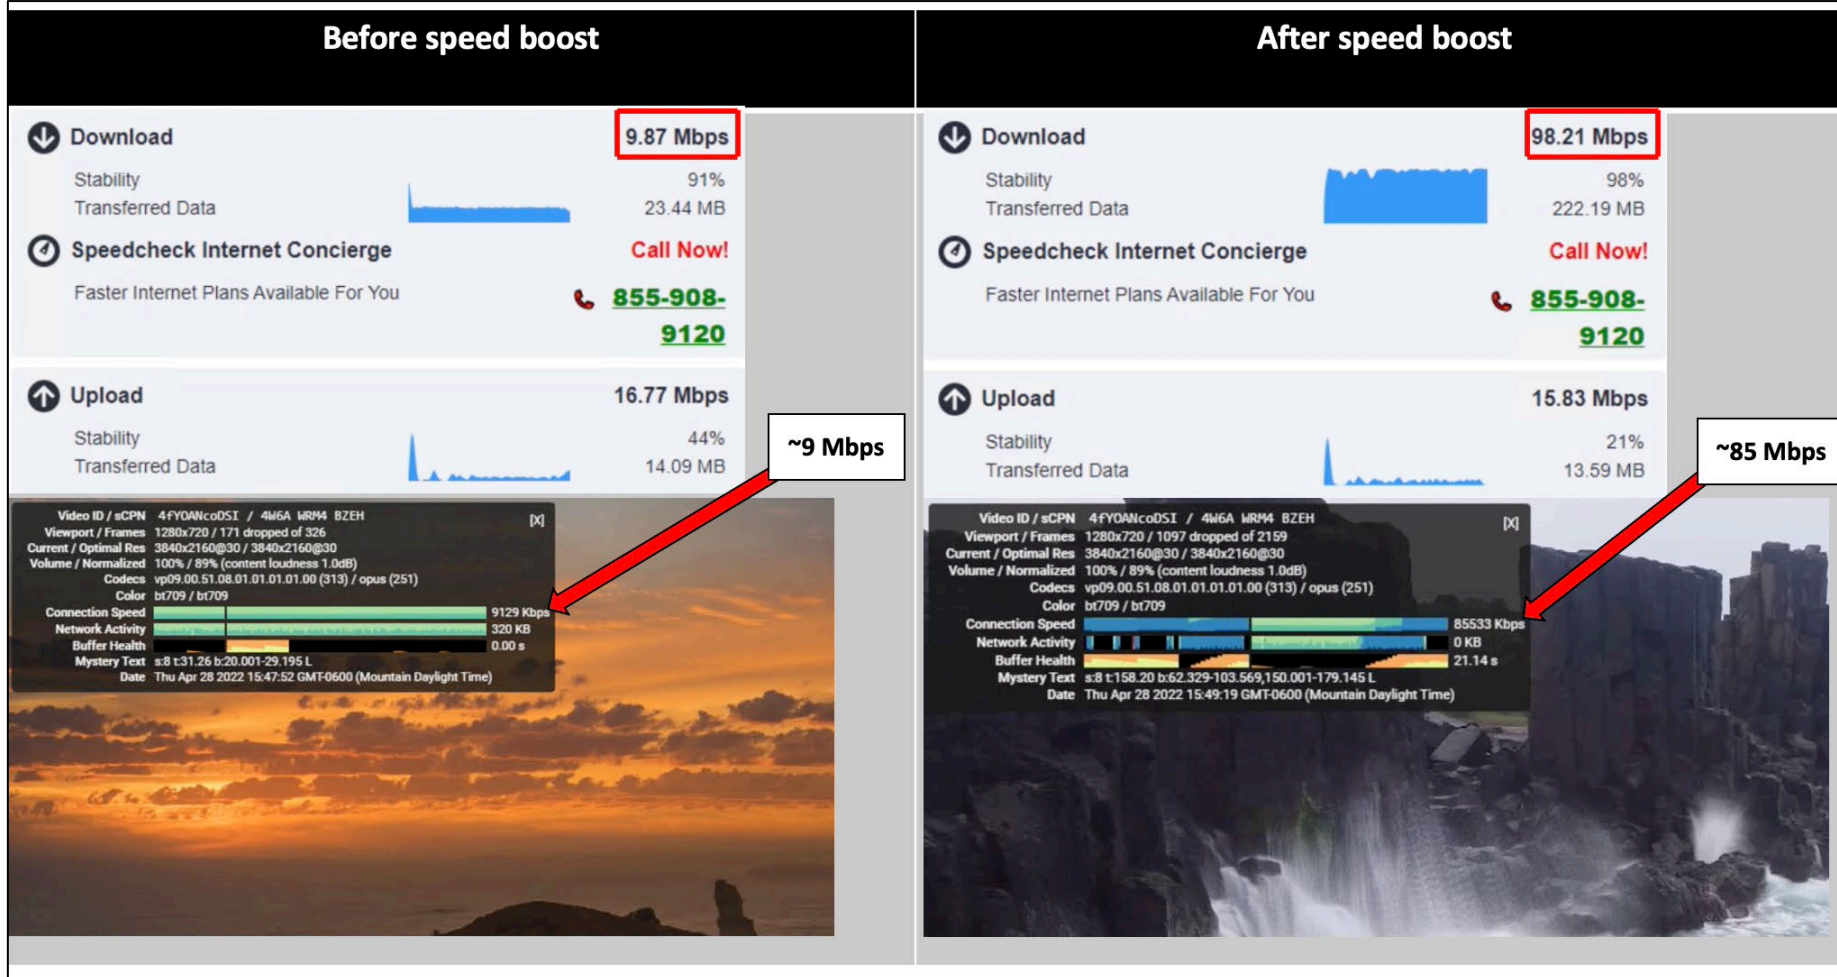 Before speed boost
Download 9.87 Mbps
Stability 91%
Transferred Data 23.44 MB
Speedcheck Internet Concierge Call Now!
Faster Internet Plans Available For You 855-908-
9120
Upload 16.77 Mbps
Stability 44%
Transferred Data 14.09 MB
~9 Mbps
Video ID / sCPN 4fYOANcoDSI / 4W6A WRM4 BZEH [X]
Viewport / Frames 1280x720 / 171 dropped of 326
Current / Optimal Res 3840x2160@30 / 3840x2160@30
Volume / Normalized 100% / 89% (content loudness 1.0dB)
Codecs vp09.00.51.08.01.01.01.01.00 (313) / opus (251)
Color bt709 / bt709
Connection Speed 9129 Kbps
Network Activity 320 KB
Buffer Health 0.00 s
Mystery Text s:8 t:31.26 b:20.001-29.195 L
Date Thu Apr 28 2022 15:47:52 GMT-0600 (Mountain Daylight Time)
After speed boost
Download 98.21 Mbps
Stability 98%
Transferred Data 222.19 MB
Speedcheck Internet Concierge Call Now!
Faster Internet Plans Available For You 855-908-
9120
Upload 15.83 Mbps
Stability 21%
Transferred Data 13.59 MB
~85 Mbps
Video ID / sCPN 4fYOANcoDSI / 4W6A WRM4 BZEH [X]
Viewport / Frames 1280x720 / 1097 dropped of 2159
Current / Optimal Res 3840x2160@30 / 3840x2160@30
Volume / Normalized 100% / 89% (content loudness 1.0dB)
Codecs vp09.00.51.08.01.01.01.01.00 (313) / opus (251)
Color bt709 / bt709
Connection Speed 85533 Kbps
Network Activity 0 KB
Buffer Health 21.14 s
Mystery Text s:8 t:158.20 b:62.329-103.569,150.001-179.145 L
Date Thu Apr 28 2022 15:49:19 GMT-0600 (Mountain Daylight Time)